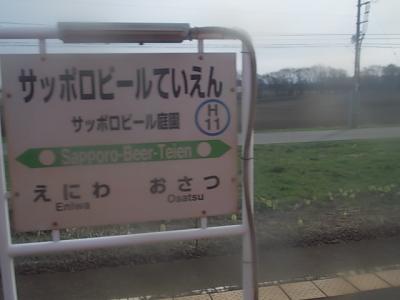 サッポロビールていえん
サッポロビール庭園
H
11
Sapporo-Beer-Teien
えにわ おさつ
Eniwa Osatsu